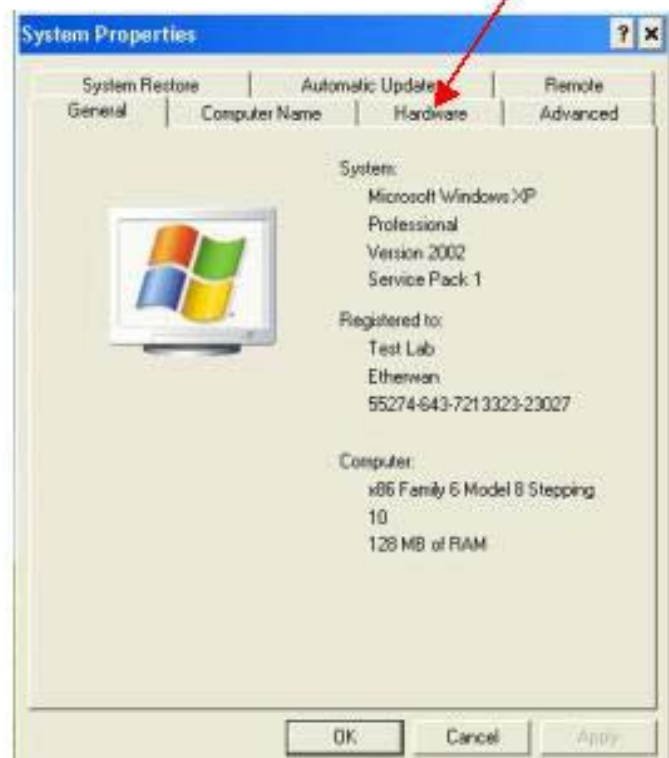 System Properties
System Restore Automatic Updates Remote
General Computer Name Hardware Advanced
System:
Microsoft Windows XP
Professional
Version 2002
Service Pack 1
Registered to:
Test Lab
Etherwan
55274-643-7213323-23027
Computer:
x86 Family 6 Model 8 Stepping
10
128 MB of RAM
OK Cancel Apply